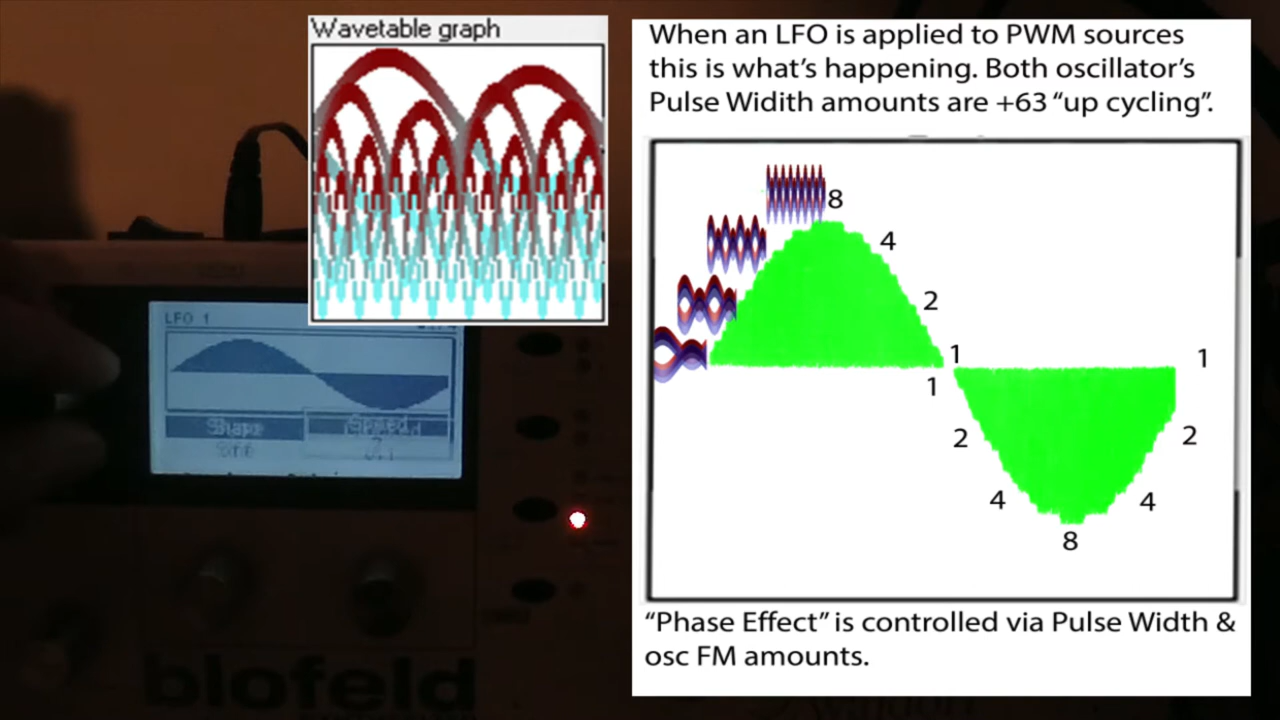 Wavetable graph
When an LFO is applied to PWM sources
this is what's happening. Both oscillator's
Pulse Widith amounts are +63 "up cycling".
8
4
2
1
1
1
2
2
4
4
8
"Phase Effect" is controlled via Pulse Width &
osc FM amounts.
LFO 1
Shape
Speed
Sine
blofeld